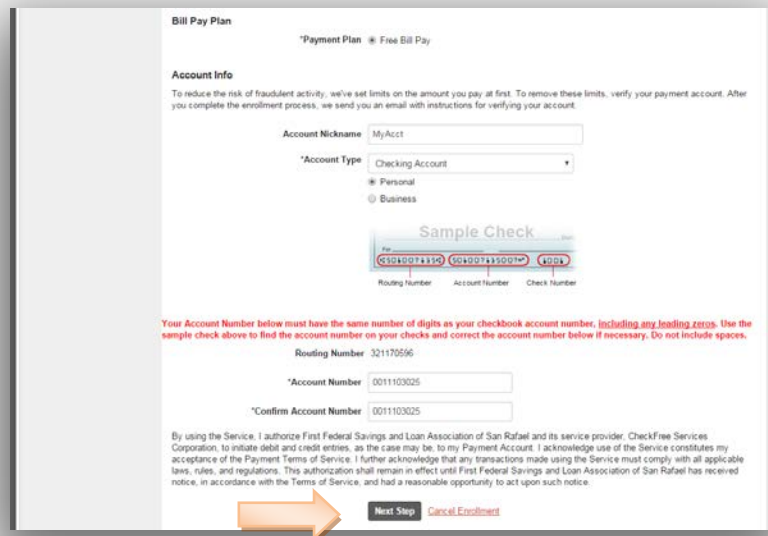 Bill Pay Plan
*Payment Plan Free Bill Pay
Account Info
To reduce the risk of fraudulent activity, we've set limits on the amount you pay at first. To remove these limits, verify your payment account. After
you complete the enrollment process, we send you an email with instructions for verifying your account.
Account Nickname MyAcct
*Account Type Checking Account
Personal
Business
Sample Check
For
Routing Number Account Number Check Number
Your Account Number below must have the same number of digits as your checkbook account number, including any leading zeros. Use the
sample check above to find the account number on your checks and correct the account number below if necessary. Do not include spaces.
Routing Number 321170596
*Account Number 0011103025
*Confirm Account Number 0011103025
By using the Service, I authorize First Federal Savings and Loan Association of San Rafael and its service provider, CheckFree Services
Corporation, to initiate debit and credit entries, as the case may be, to my Payment Account. I acknowledge use of the Service constitutes my
acceptance of the Payment Terms of Service. I further acknowledge that any transactions made using the Service must comply with all applicable
laws, rules, and regulations. This authorization shall remain in effect until First Federal Savings and Loan Association of San Rafael has received
notice, in accordance with the Terms of Service, and had a reasonable opportunity to act upon such notice.
Next Step Cancel Enrollment